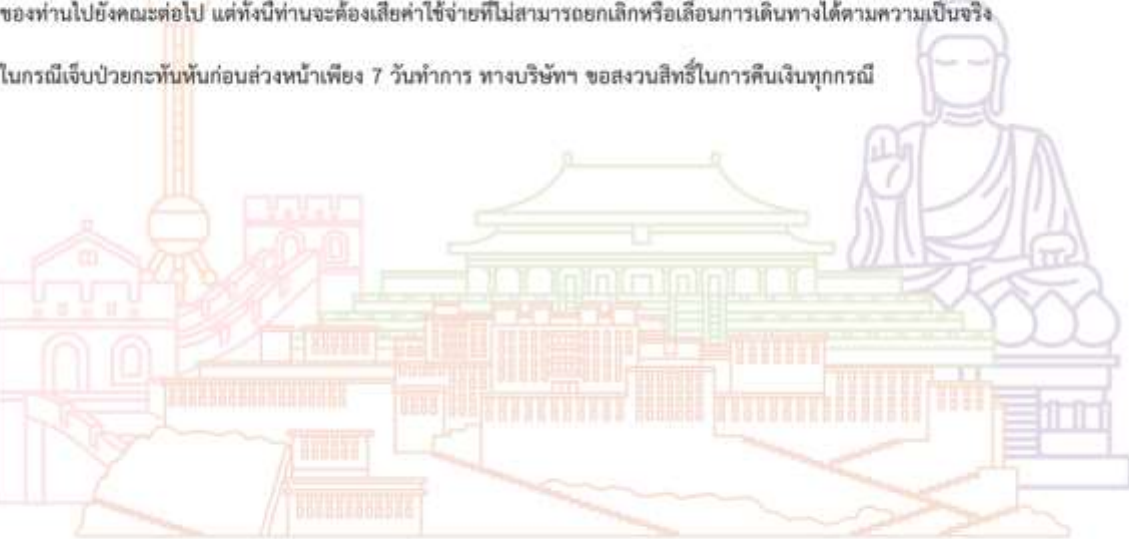 ของท่านไปยังคณะต่อไป แต่ทั้งนี้ท่านจะต้องเสียค่าใช้จ่ายที่ไม่สามารถยกเลิกหรือเลื่อนการเดินทางได้ตามความเป็นจริง
ในกรณีเจ็บป่วยกะทันหันก่อนล่วงหน้าเพียง 7 วันทำการ ทางบริษัทฯ ขอสงวนสิทธิ์ในการคืนเงินทุกกรณี